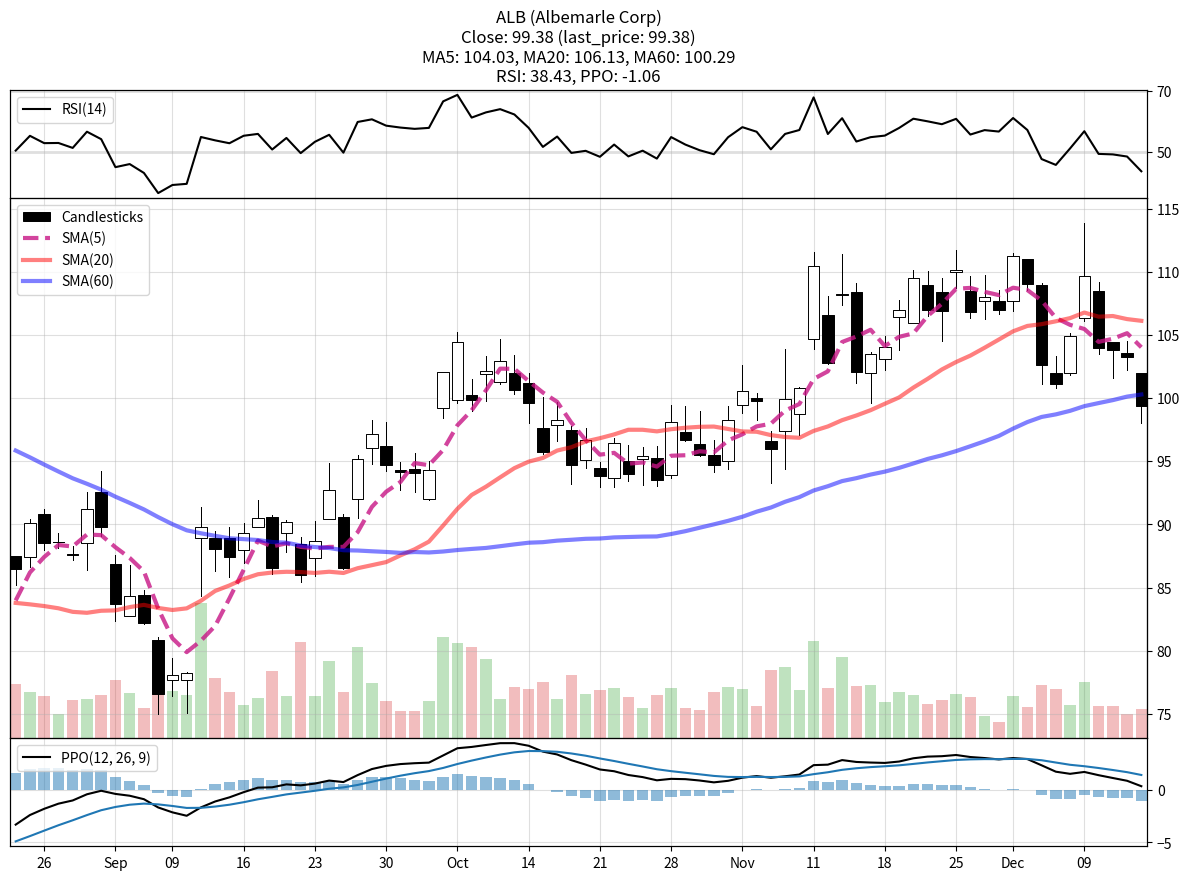 ALB (Albemarle Corp)
Close: 99.38 (last_price: 99.38)
MA5: 104.03, MA20: 106.13, MA60: 100.29
RSI: 38.43, PPO: -1.06
RSI(14)
70
50
Candlesticks
SMA(5)
SMA(20)
SMA(60)
115
110
105
100
95
90
85
80
75
PPO(12, 26, 9)
0
−5
26 Sep 09 16 23 30 Oct 14 21 28 Nov 11 18 25 Dec 09